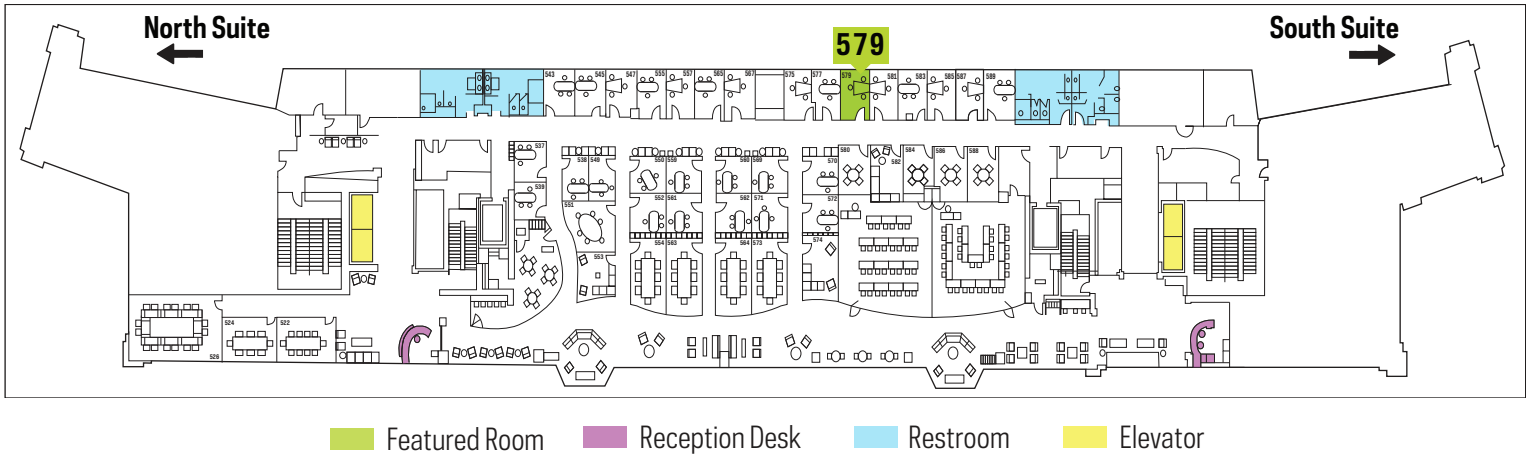 North Suite
579
South Suite
543 545 547 555 557 565 567 575 577 579 581 583 585 587 589
537 538 549 550 559 560 569 570 580 582 584 586 588
539 552 561 562 571 572
551
553 554 563 564 573 574
524 522
526
Featured Room
Reception Desk
Restroom
Elevator